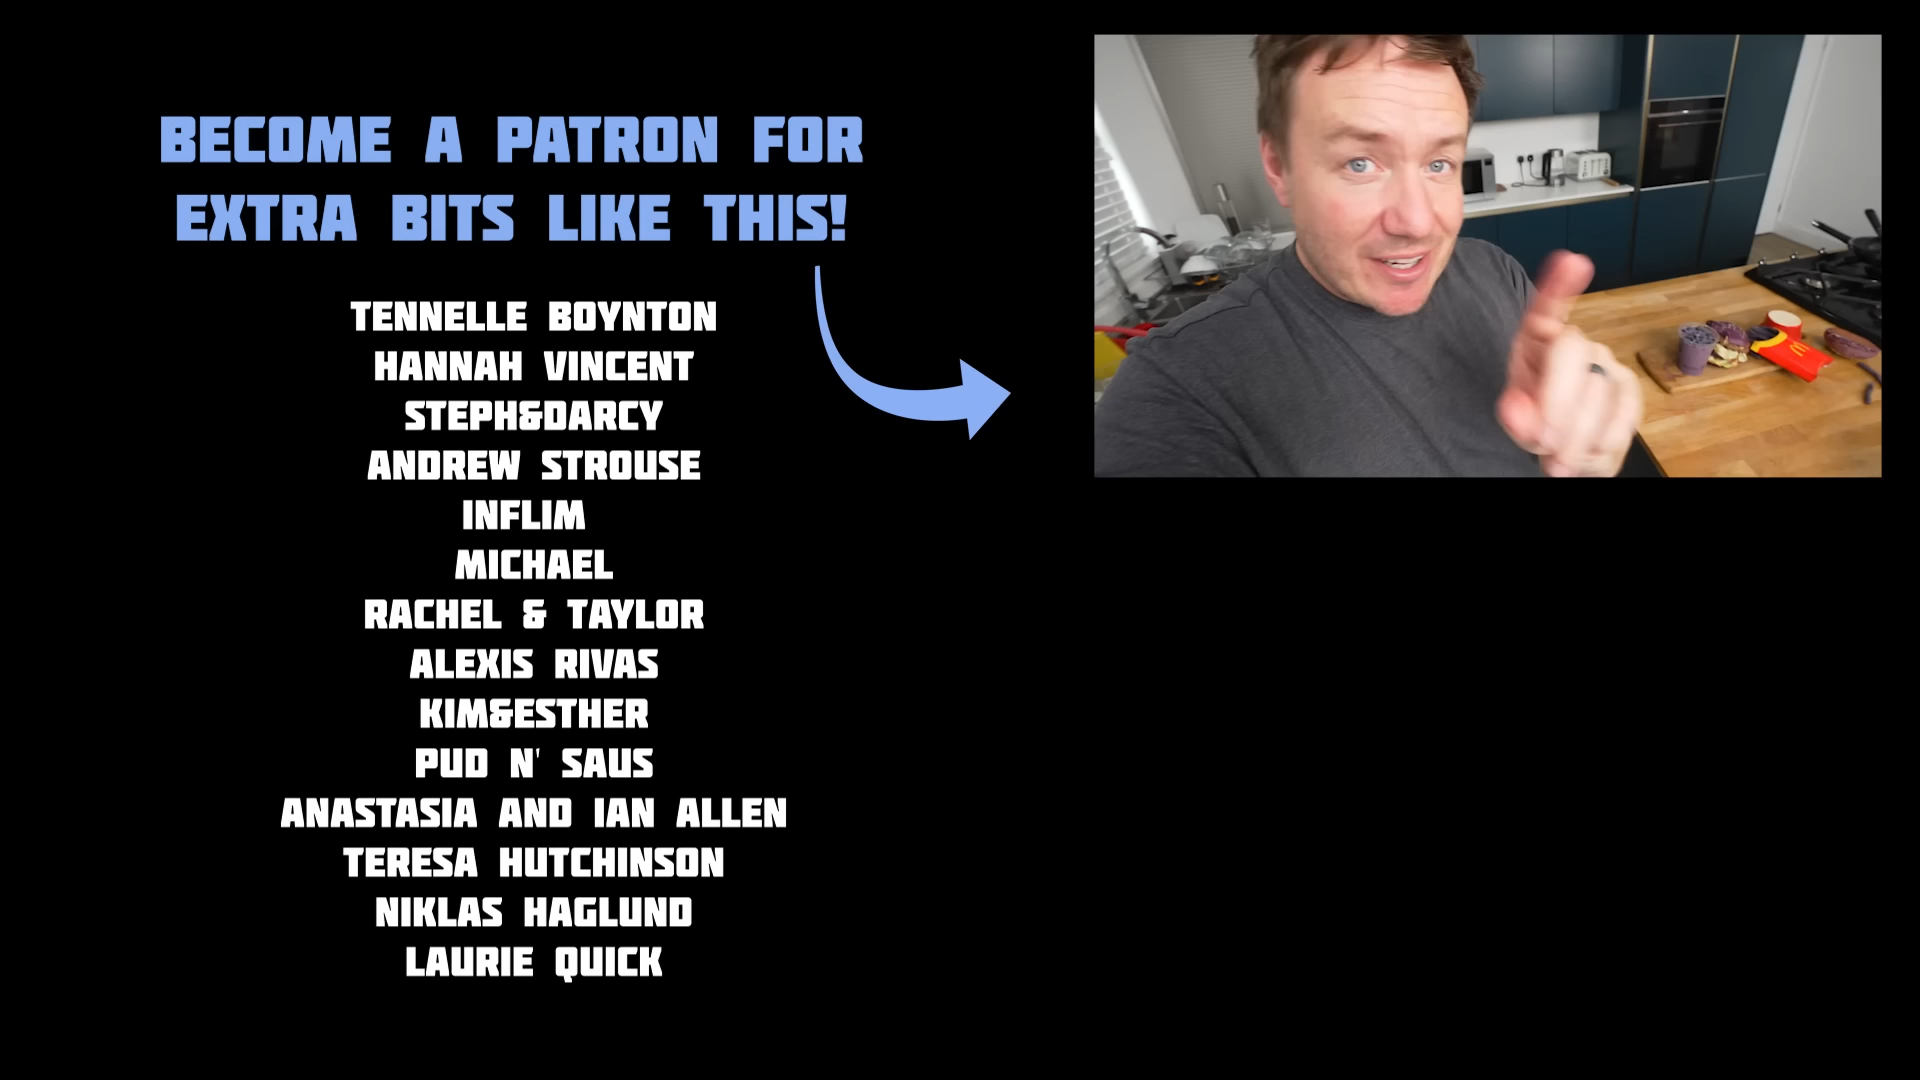 BECOME A PATRON FOR
EXTRA BITS LIKE THIS!
TENNELLE BOYNTON
HANNAH VINCENT
STEPH&DARCY
ANDREW STROUSE
INFLIM
MICHAEL
RACHEL & TAYLOR
ALEXIS RIVAS
KIM&ESTHER
PUD N' SAUS
ANASTASIA AND IAN ALLEN
TERESA HUTCHINSON
NIKLAS HAGLUND
LAURIE QUICK